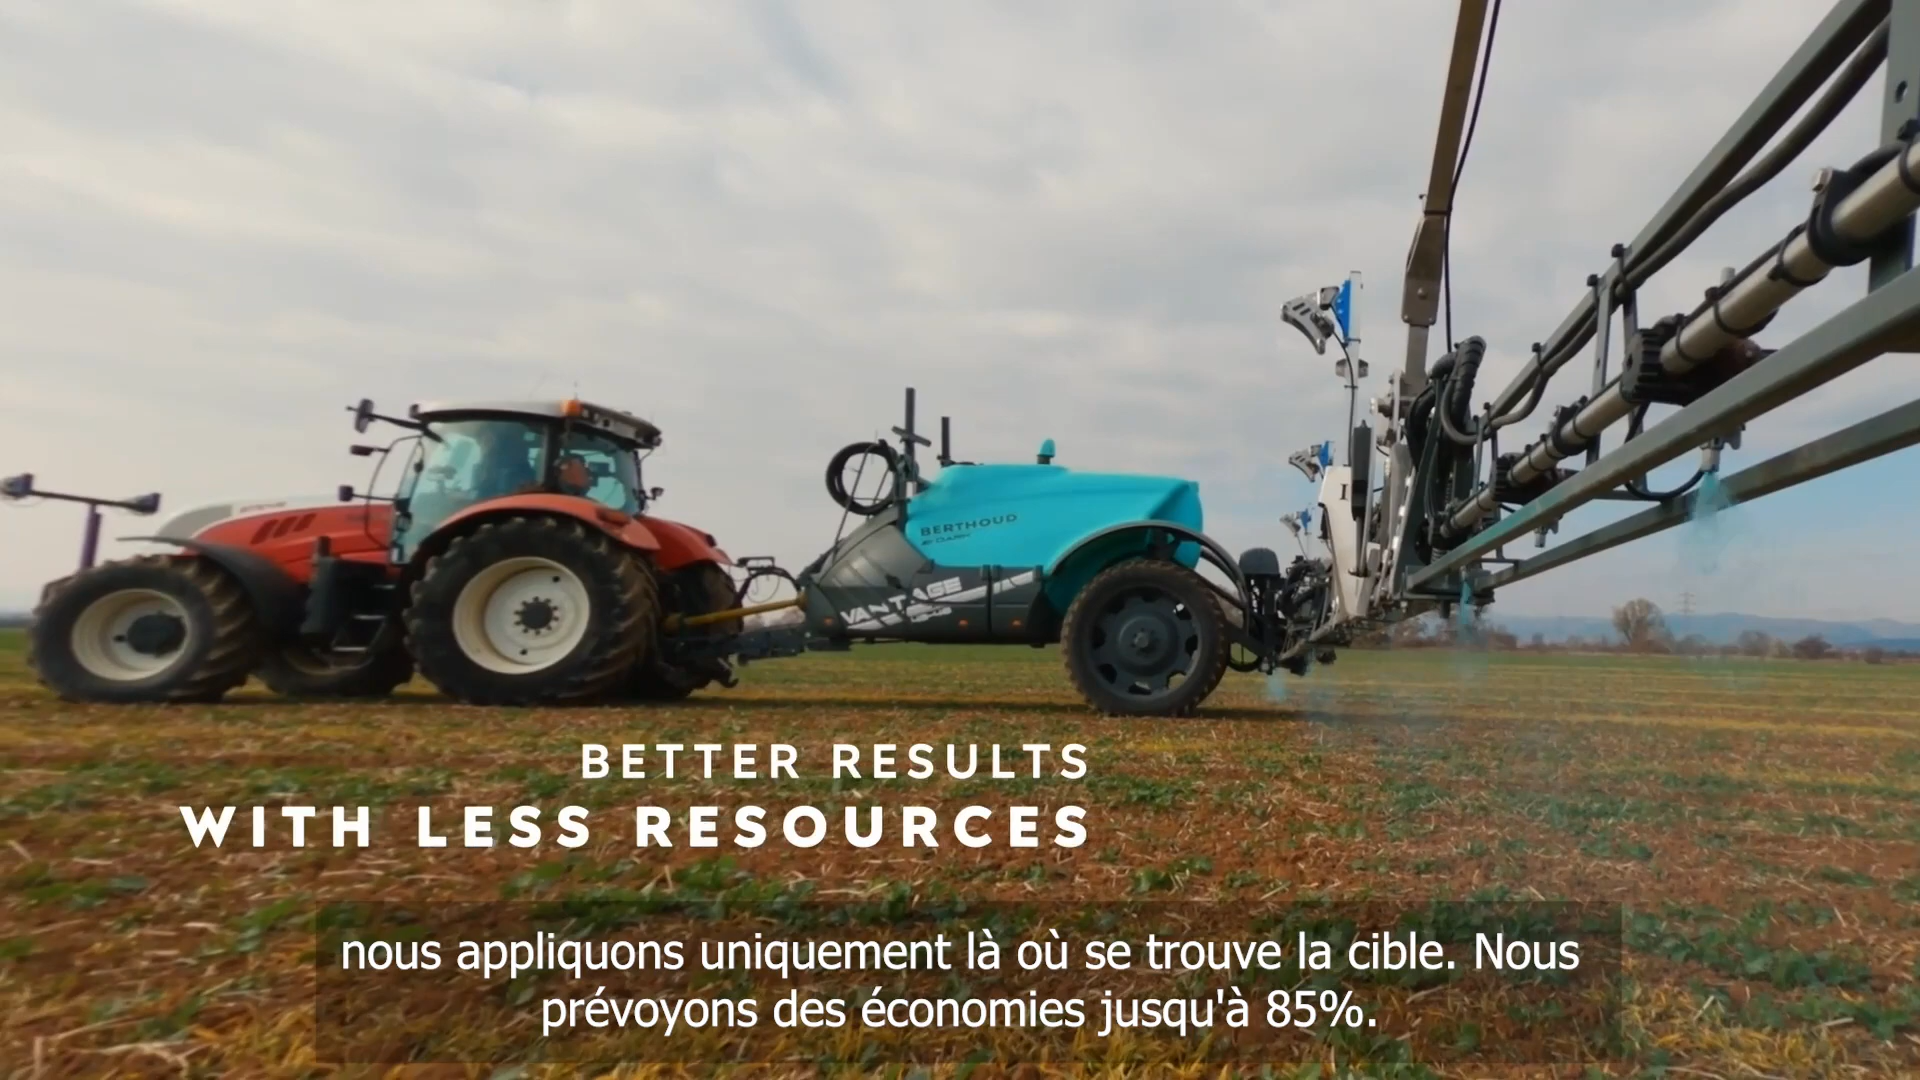 BERTHOUD
VANTAGE
I
BETTER RESULTS
WITH LESS RESOURCES
nous appliquons uniquement là où se trouve la cible. Nous
prévoyons des économies jusqu'à 85%.